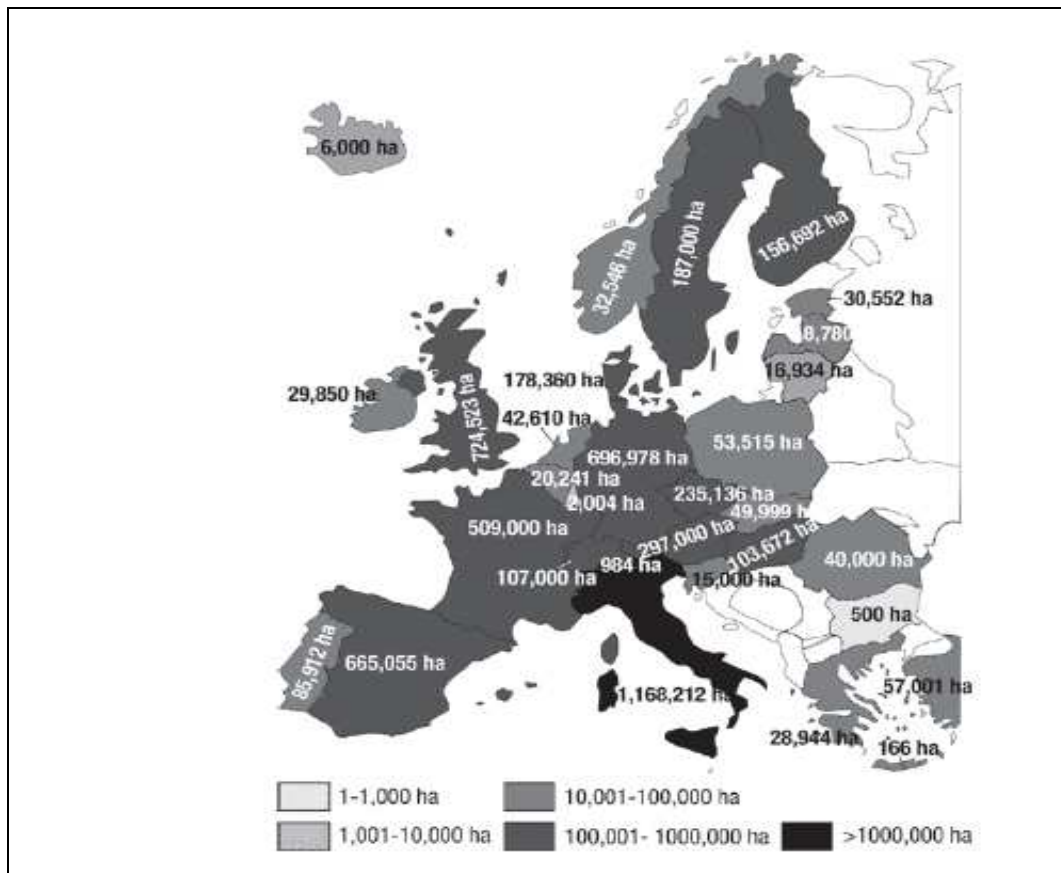 6,000 ha
32,546 ha
187,000 ha
156,692 ha
30,552 ha
8,780
16,934 ha
29,850 ha
724,523 ha
178,360 ha
42,610 ha
53,515 ha
696,978 ha
20,241 ha
2,004 ha
235,136 ha
49,999 h
509,000 ha
297,000 ha
103,672 ha
107,000 ha
984 ha
15,000 ha
40,000 ha
500 ha
85,912 ha
665,055 ha
1,168,212 ha
57,001 ha
28,944 ha
166 ha
1-1,000 ha
10,001-100,000 ha
1,001-10,000 ha
100,001- 1000,000 ha
>1000,000 ha